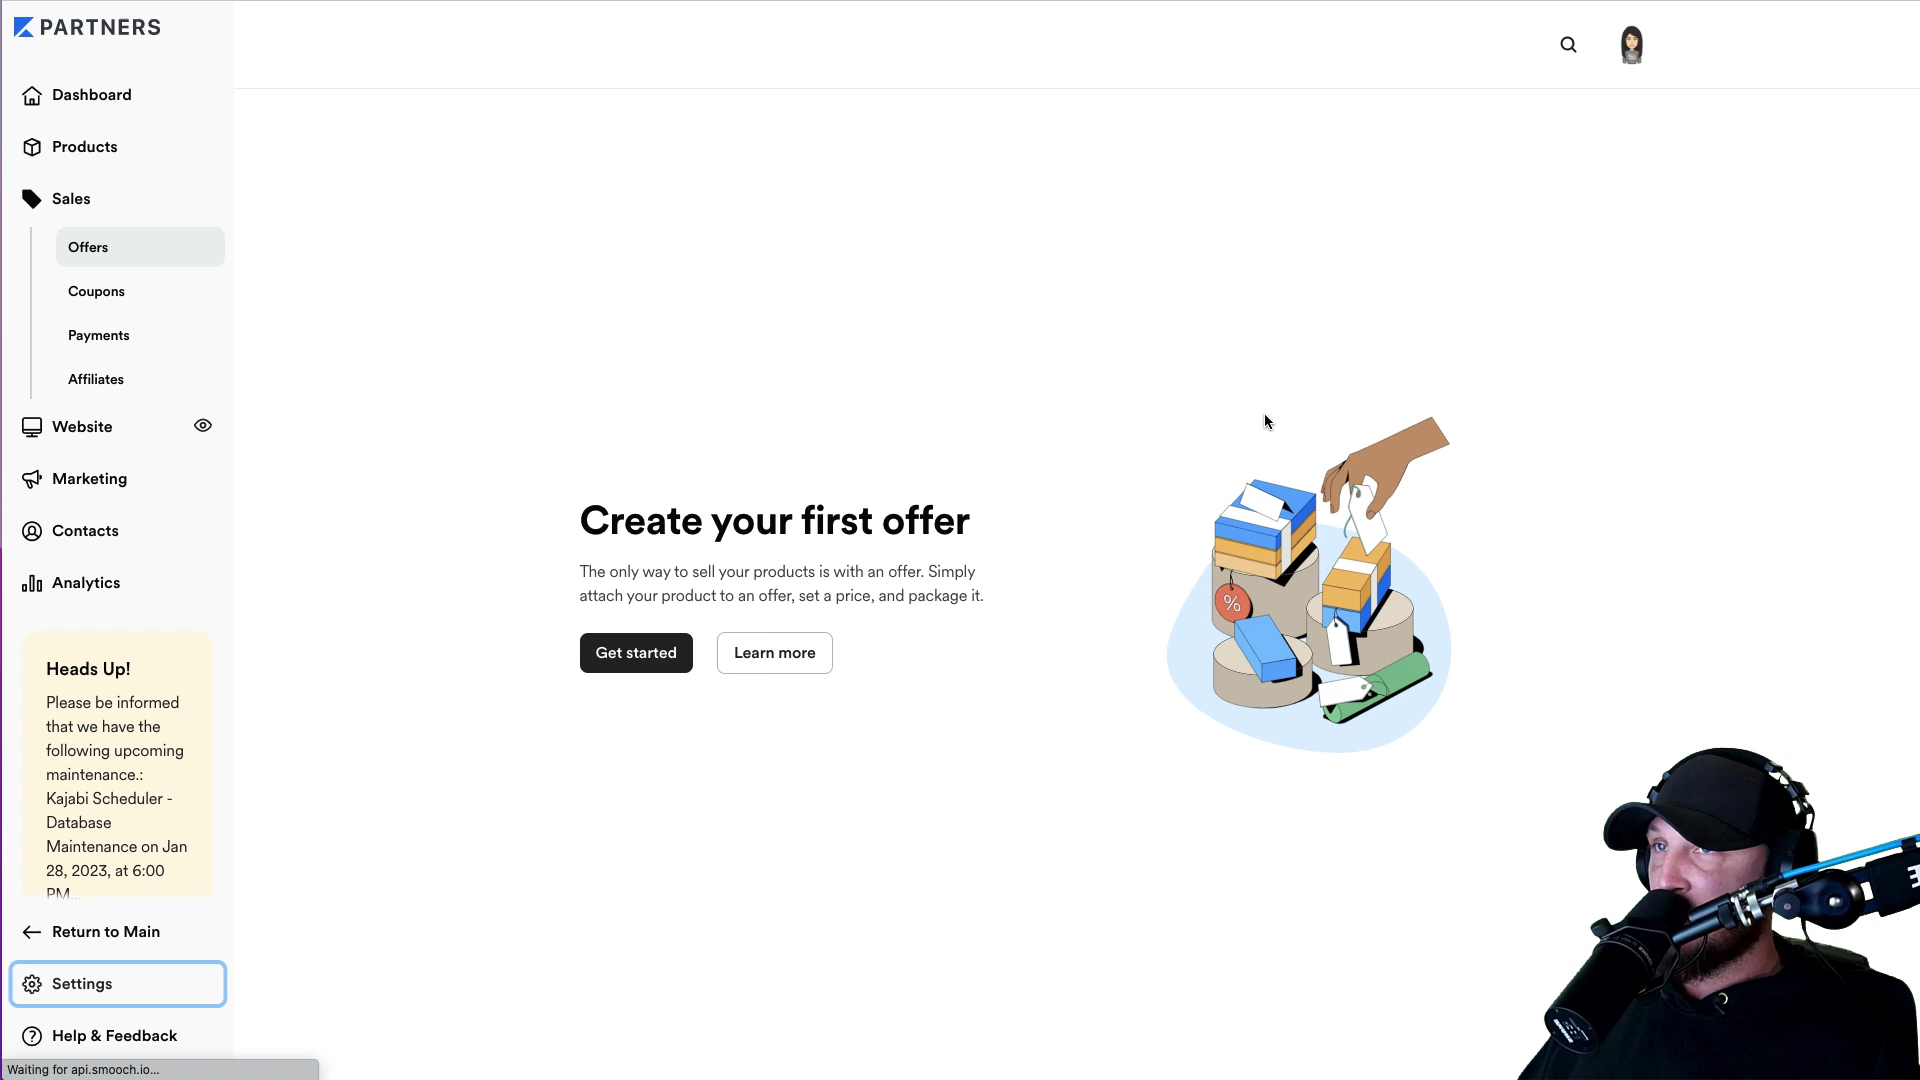 PARTNERS
Dashboard
Products
Sales
Offers
Coupons
Payments
Affiliates
Website
Marketing
Contacts
Analytics
Heads Up!
Please be informed
that we have the
following upcoming
maintenance.:
Kajabi Scheduler -
Database
Maintenance on Jan
28, 2023, at 6:00
PM...
Return to Main
Settings
Help & Feedback
Waiting for api.smooch.io...
Create your first offer
The only way to sell your products is with an offer. Simply
attach your product to an offer, set a price, and package it.
Get started
Learn more
%